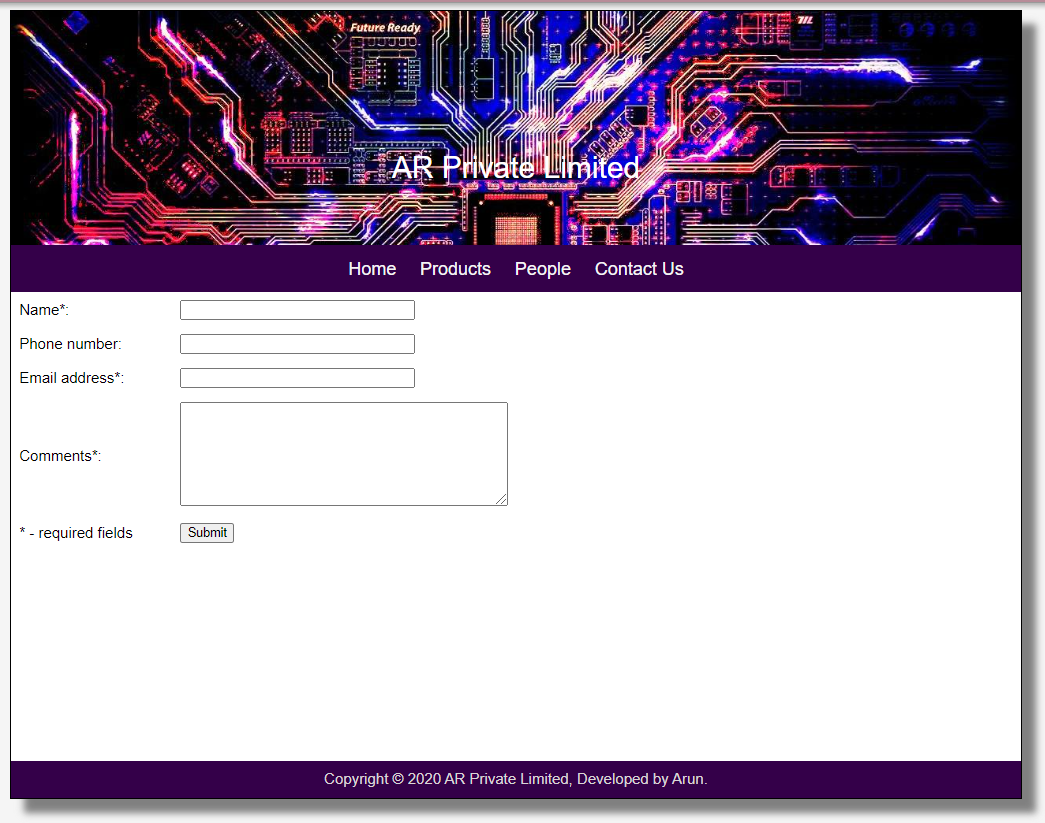 Future Ready
AR Private Limited
Home Products People Contact Us
Name*:
Phone number:
Email address*:
Comments*:
* - required fields Submit
Copyright © 2020 AR Private Limited, Developed by Arun.